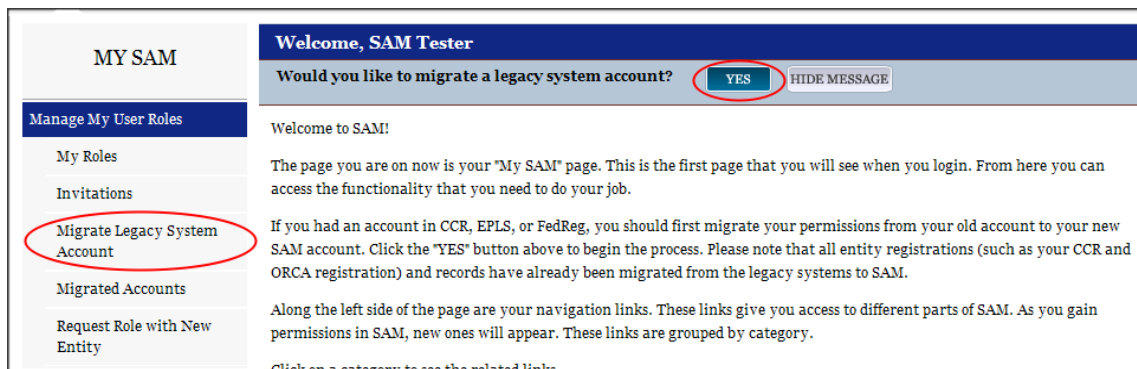 MY SAM
Manage My User Roles
My Roles
Invitations
Migrate Legacy System
Account
Migrated Accounts
Request Role with New
Entity
Welcome, SAM Tester
Would you like to migrate a legacy system account?
YES
HIDE MESSAGE
Welcome to SAM!
The page you are on now is your "My SAM" page. This is the first page that you will see when you login. From here you can
access the functionality that you need to do your job.
If you had an account in CCR, EPLS, or FedReg, you should first migrate your permissions from your old account to your new
SAM account. Click the "YES" button above to begin the process. Please note that all entity registrations (such as your CCR and
ORCA registration) and records have already been migrated from the legacy systems to SAM.
Along the left side of the page are your navigation links. These links give you access to different parts of SAM. As you gain
permissions in SAM, new ones will appear. These links are grouped by category.
Click on a category to see the related links.